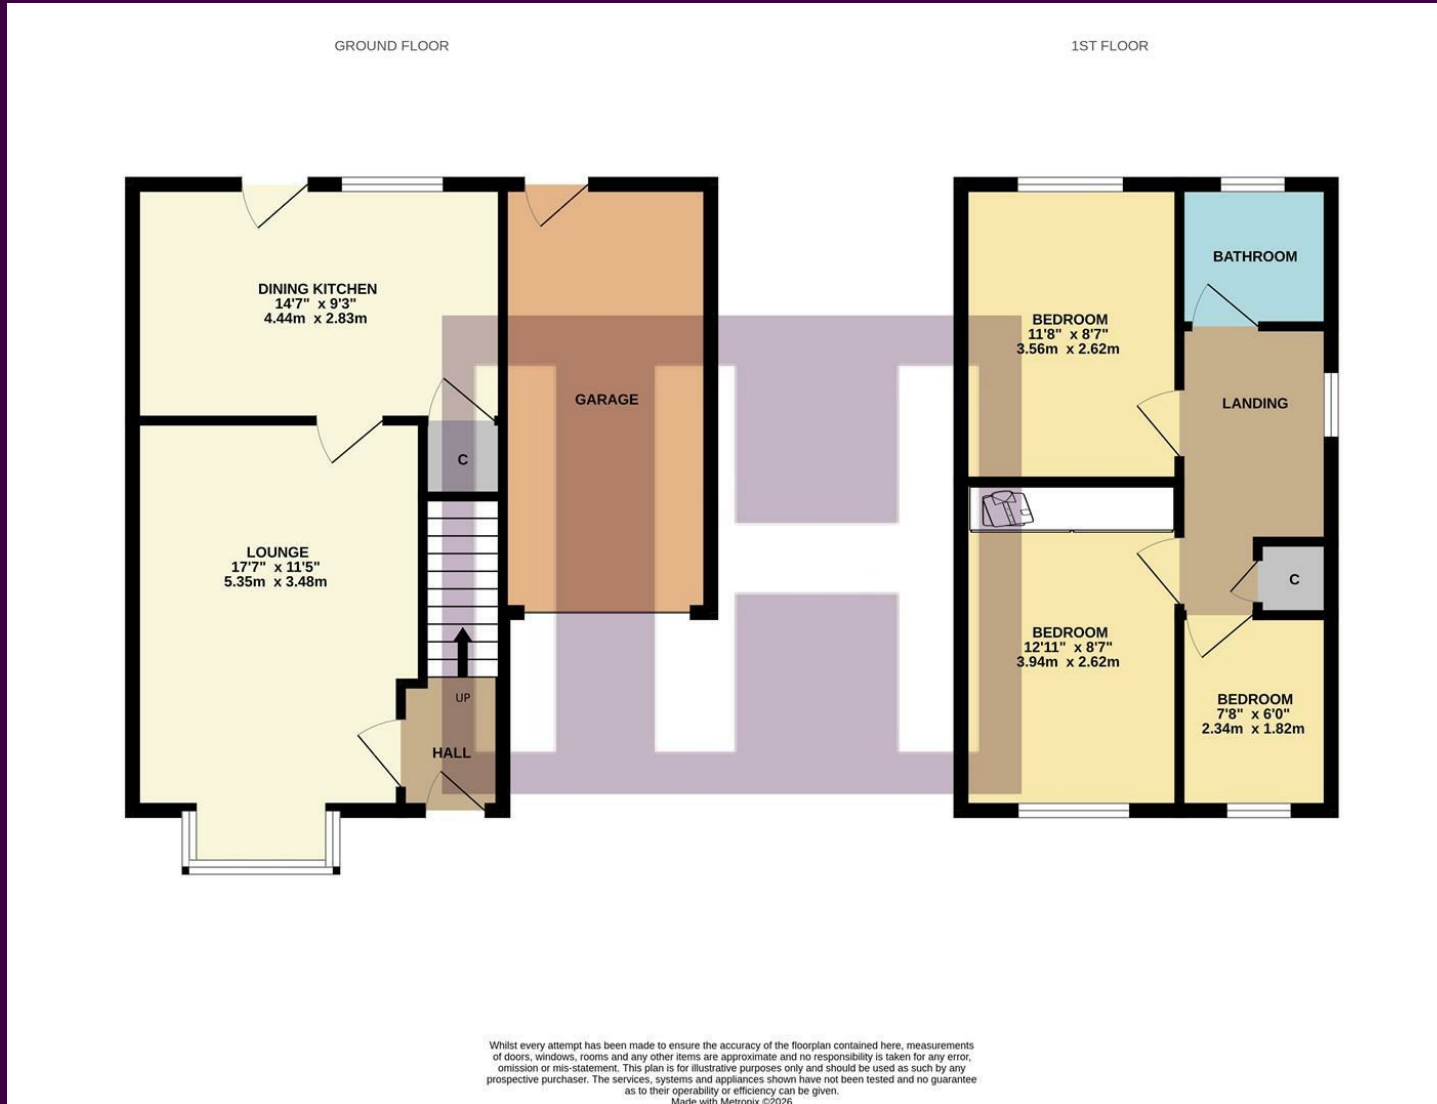 GROUND FLOOR
1ST FLOOR
DINING KITCHEN
14'7" x 9'3"
4.44m x 2.83m
GARAGE
C
LOUNGE
17'7" x 11'5"
5.35m x 3.48m
UP
HALL
BATHROOM
BEDROOM
11'8" x 8'7"
3.56m x 2.62m
LANDING
C
BEDROOM
12'11" x 8'7"
3.94m x 2.62m
BEDROOM
7'8" x 6'0"
2.34m x 1.82m
Whilst every attempt has been made to ensure the accuracy of the floorplan contained here, measurements
of doors, windows, rooms and any other items are approximate and no responsibility is taken for any error,
omission or mis-statement. This plan is for illustrative purposes only and should be used as such by any
prospective purchaser. The services, systems and appliances shown have not been tested and no guarantee
as to their operability or efficiency can be given.
Made with Metropix ©2026